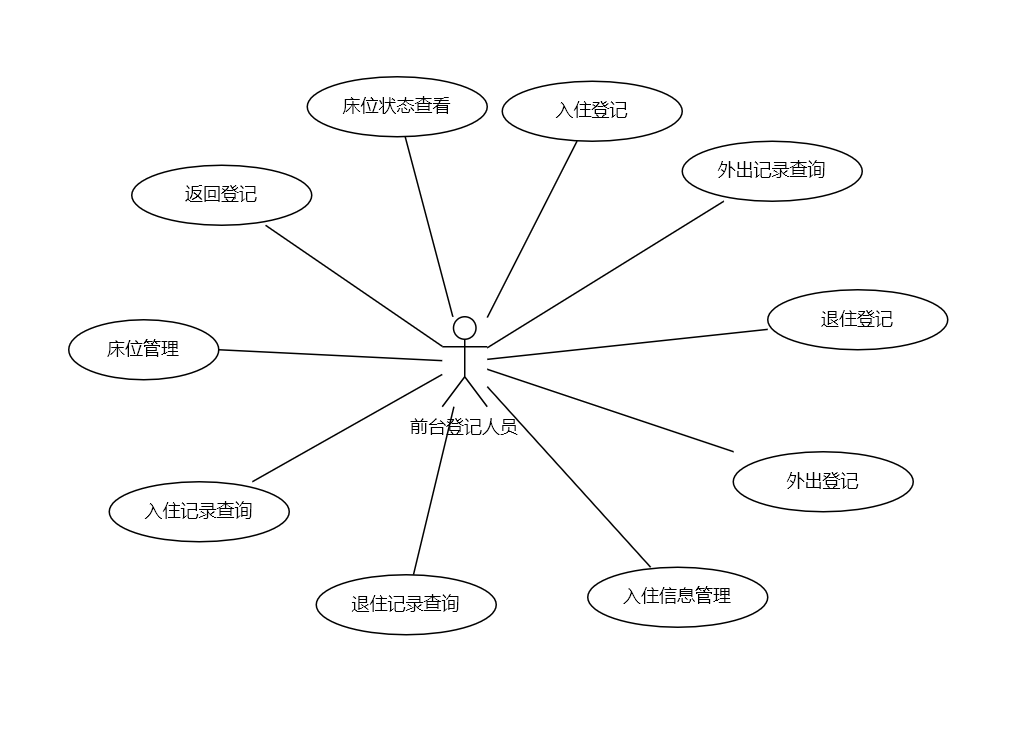 床位状态查看
入住登记
外出记录查询
返回登记
退住登记
床位管理
前台登记人员
外出登记
入住记录查询
入住信息管理
退住记录查询